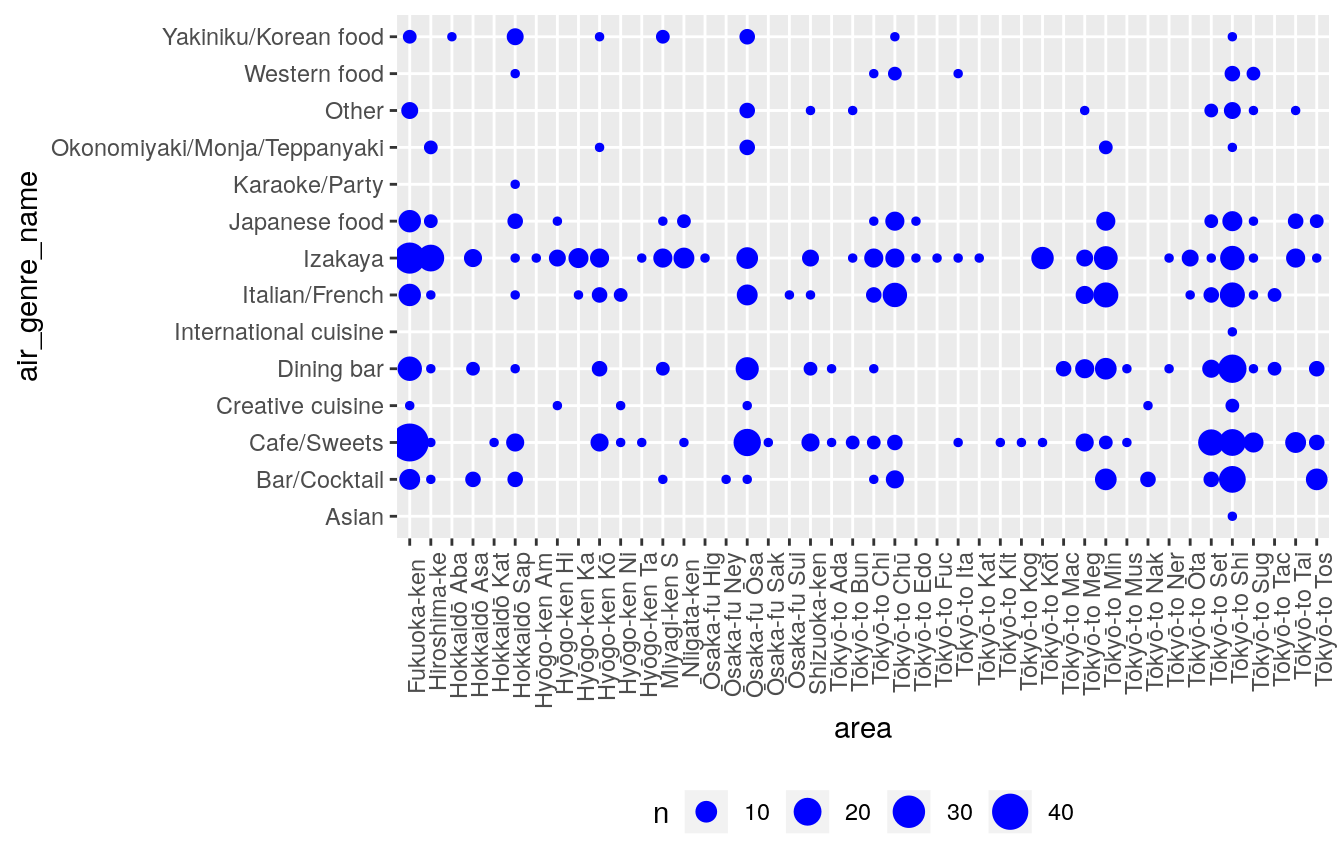 air_genre_name
Yakiniku/Korean food
Western food
Other
Okonomiyaki/Monja/Teppanyaki
Karaoke/Party
Japanese food
Izakaya
Italian/French
International cuisine
Dining bar
Creative cuisine
Cafe/Sweets
Bar/Cocktail
Asian
Fukuoka-ken
Hiroshima-ke
Hokkaidō Aba
Hokkaidō Asa
Hokkaidō Kat
Hokkaidō Sap
Hyōgo-ken Am
Hyōgo-ken Hi
Hyōgo-ken Ka
Hyōgo-ken Kō
Hyōgo-ken Ni
Hyōgo-ken Ta
Miyagi-ken S
Niigata-ken
Ōsaka-fu Hig
Ōsaka-fu Ney
Ōsaka-fu Ōsa
Ōsaka-fu Sak
Ōsaka-fu Sui
Shizuoka-ken
Tōkyō-to Ada
Tōkyō-to Bun
Tōkyō-to Chi
Tōkyō-to Chū
Tōkyō-to Edo
Tōkyō-to Fuc
Tōkyō-to Ita
Tōkyō-to Kat
Tōkyō-to Kit
Tōkyō-to Kog
Tōkyō-to Kōt
Tōkyō-to Mac
Tōkyō-to Meg
Tōkyō-to Min
Tōkyō-to Mus
Tōkyō-to Nak
Tōkyō-to Ner
Tōkyō-to Ōta
Tōkyō-to Set
Tōkyō-to Shi
Tōkyō-to Sug
Tōkyō-to Tac
Tōkyō-to Tai
Tōkyō-to Tos
area
n 10 20 30 40